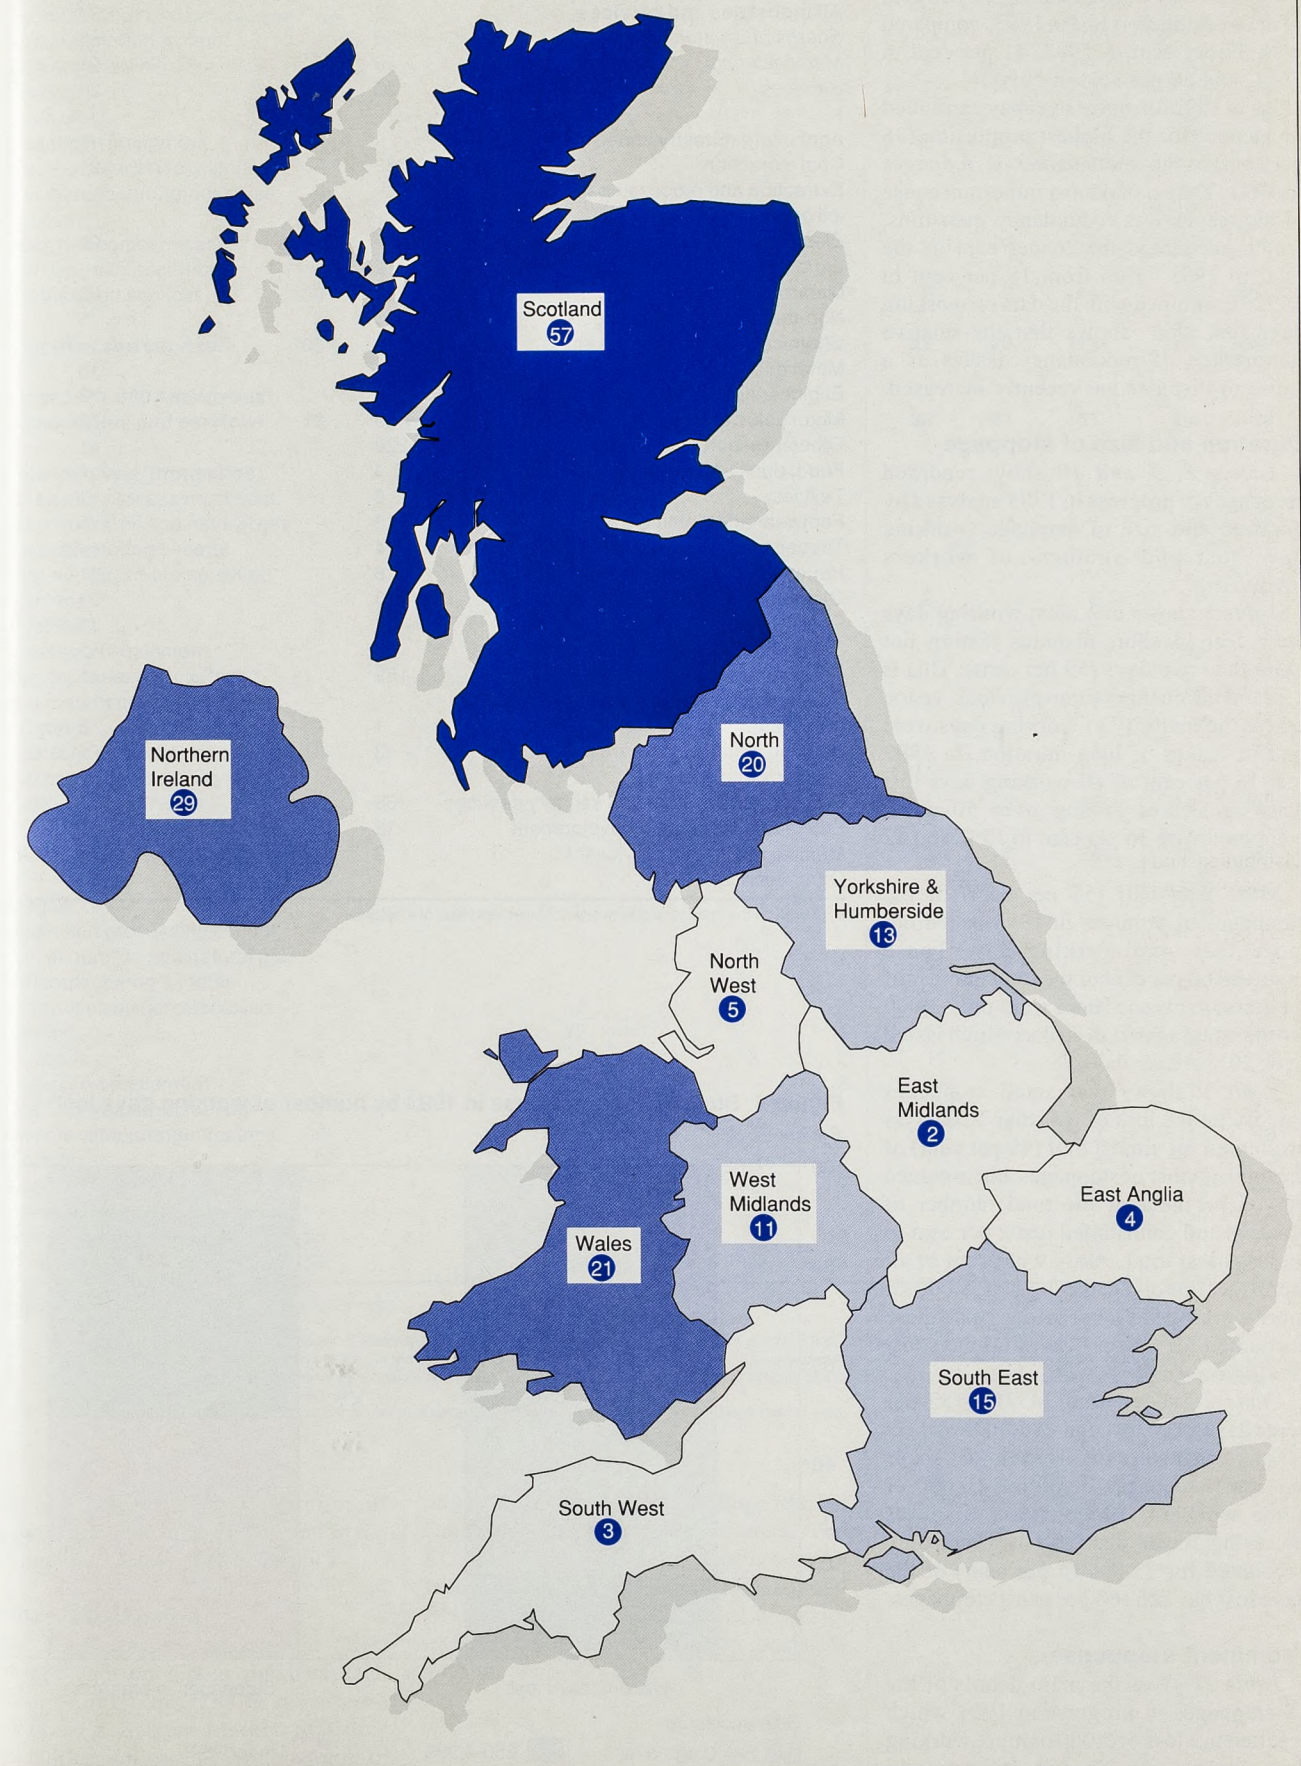 Scotland
57
North
20
Northern
Ireland
29
Yorkshire &
Humberside
13
North
West
5
East
Midlands
2
West
Midlands
11
East Anglia
4
Wales
21
South East
15
South West
3